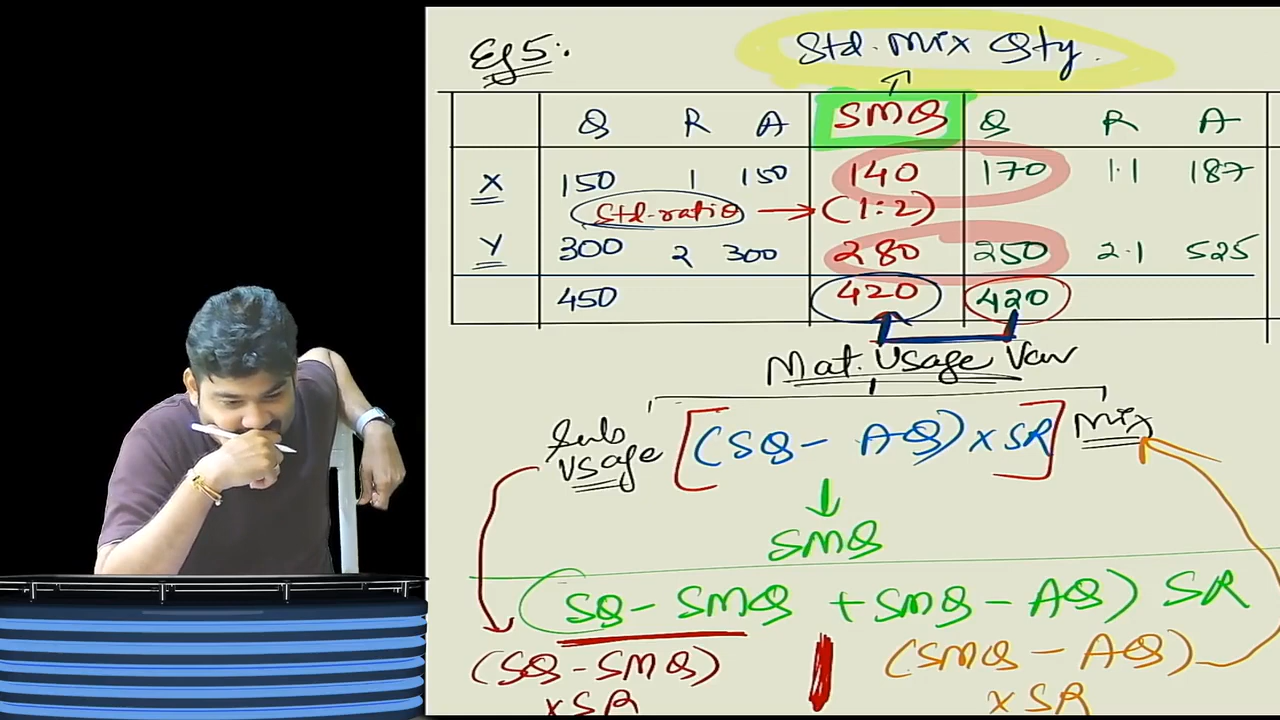 Eg 5:.
Std. Mix Qty.
Q R A SMQ Q R A
X 150 1 150 140 170 1.1 187
Std-ratio → (1:2)
Y 300 2 300 280 250 2.1 525
450 420 420
Mat. Usage Var
Sub Usage [(SQ - AQ) x SR] Mix
↓
SMQ
(SQ - SMQ + SMQ - AQ) SR
(SQ - SMQ) x SR
(SMQ - AQ) x SR